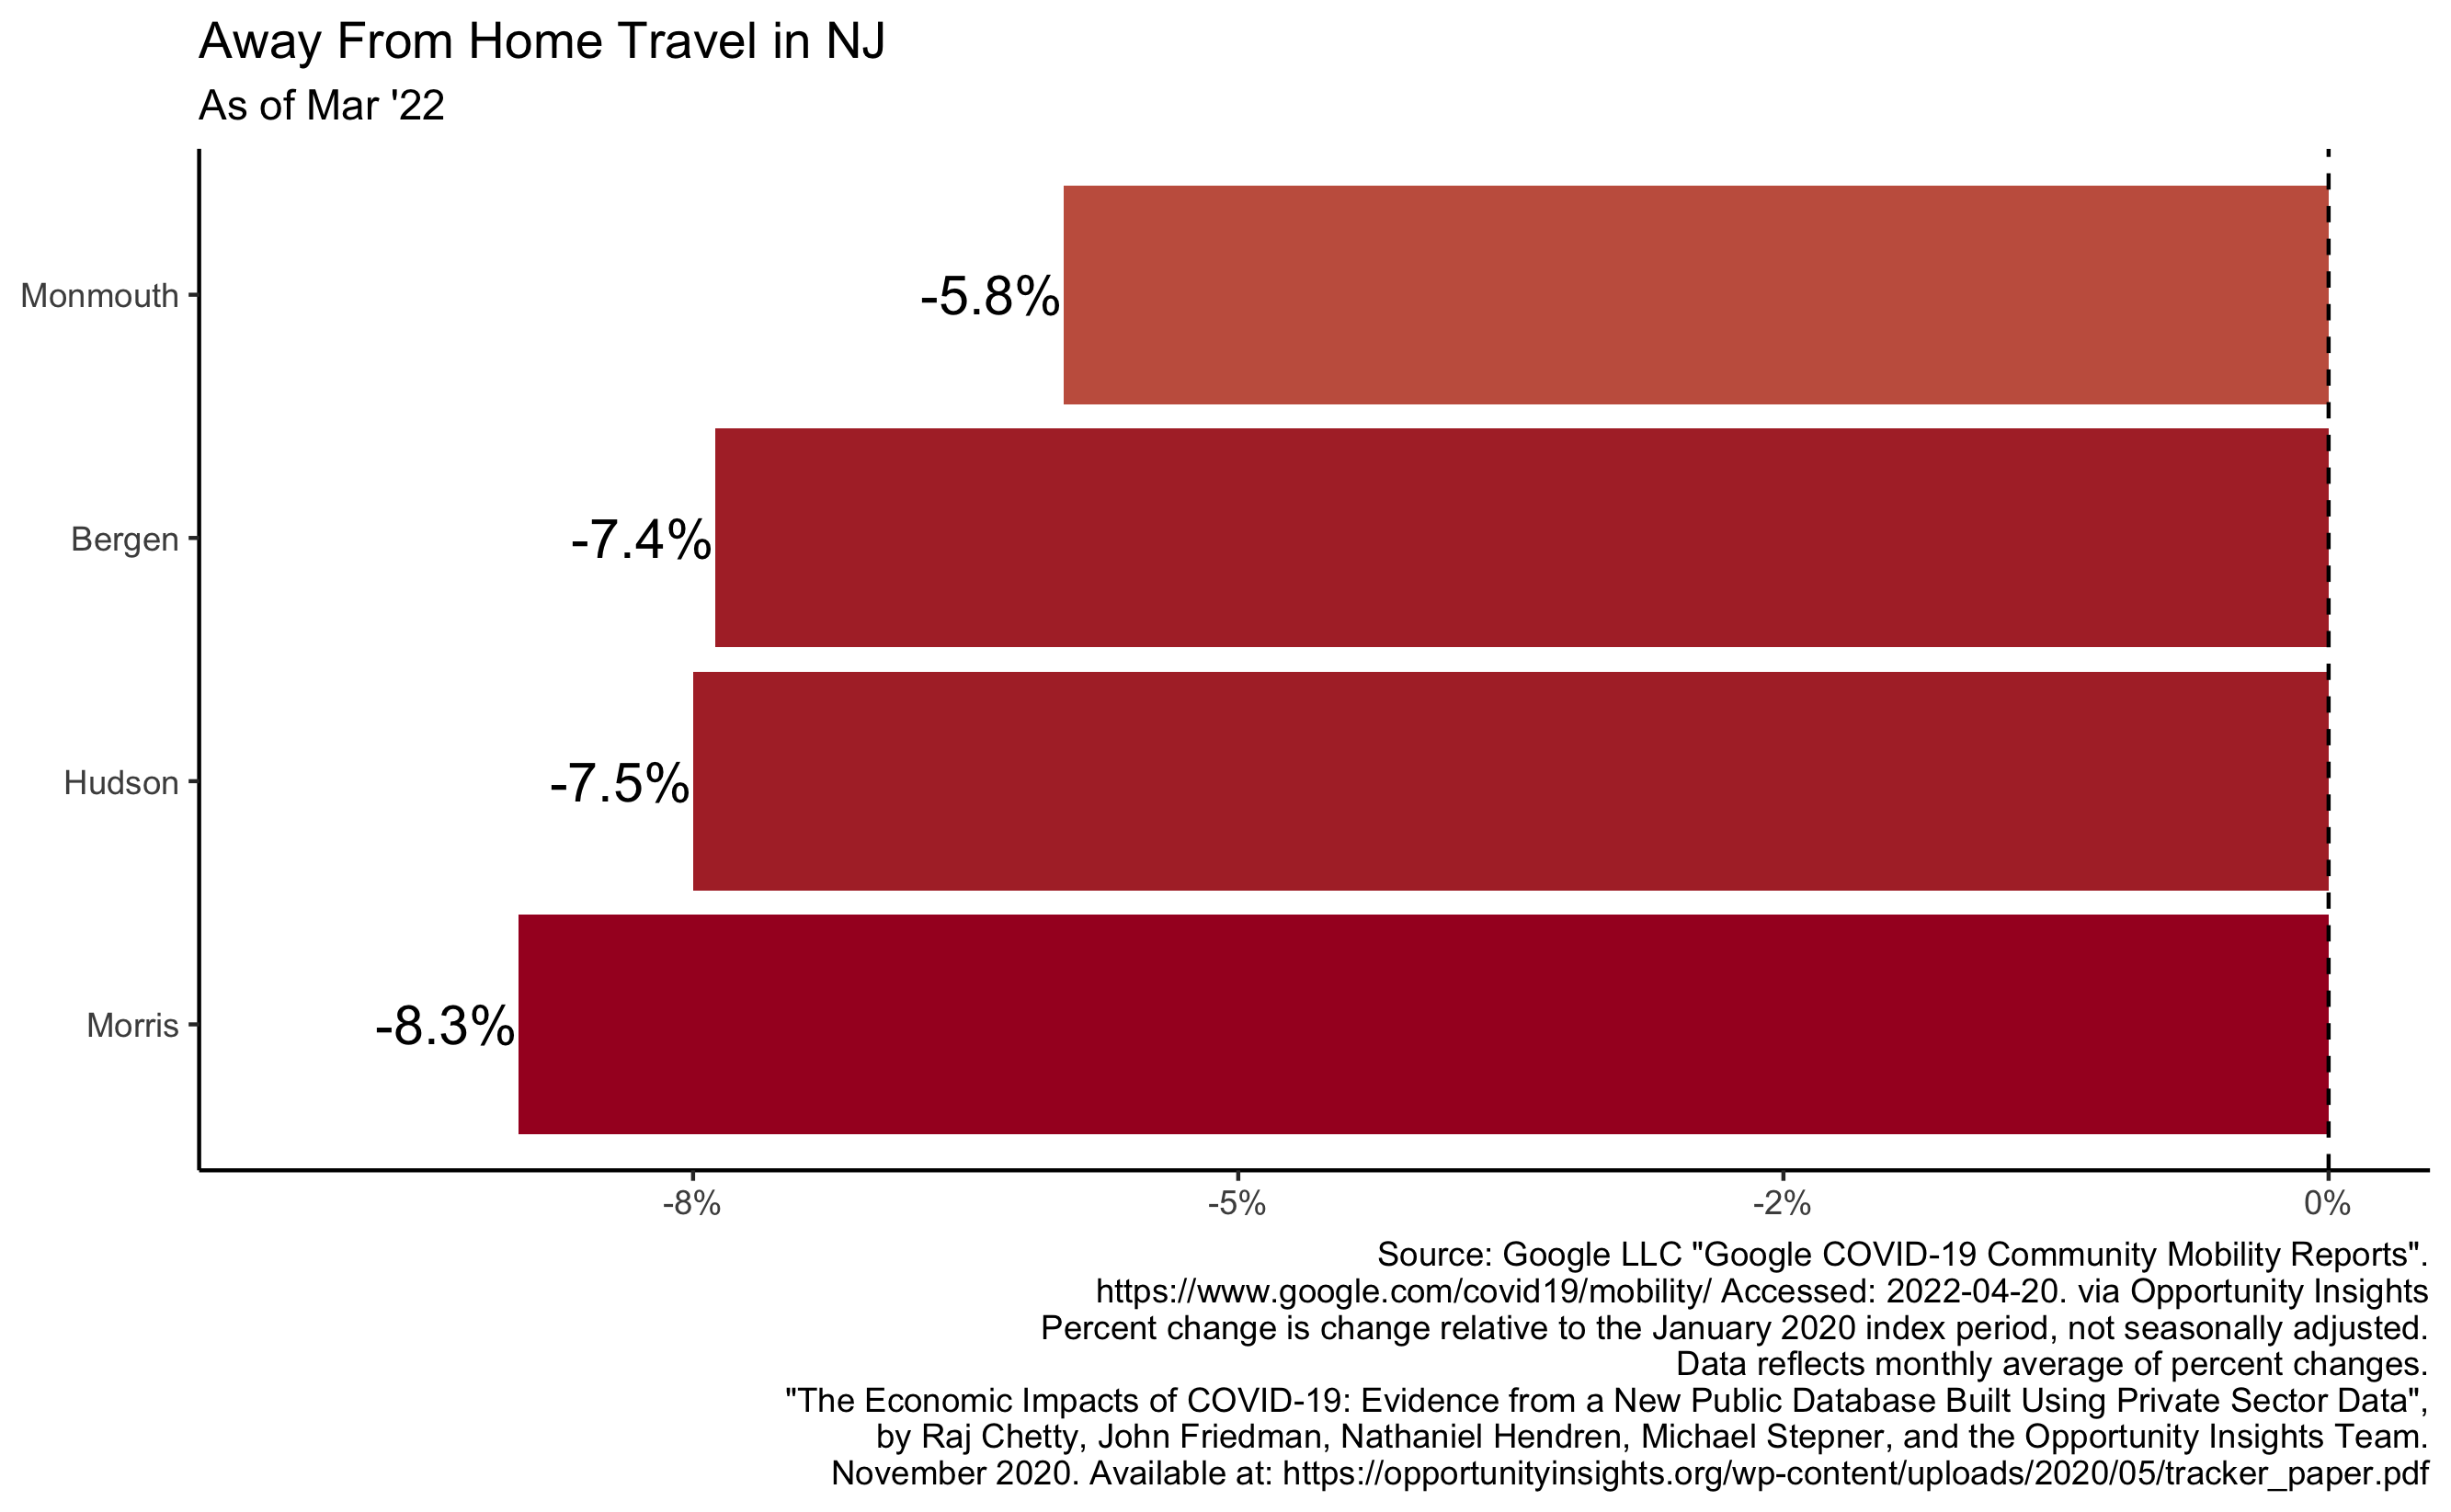 Away From Home Travel in NJ
As of Mar '22
Monmouth
-5.8%
Bergen
-7.4%
Hudson
-7.5%
Morris
-8.3%
-8%
-5%
-2%
0%
Source: Google LLC "Google COVID-19 Community Mobility Reports".
https://www.google.com/covid19/mobility/ Accessed: 2022-04-20. via Opportunity Insights
Percent change is change relative to the January 2020 index period, not seasonally adjusted.
Data reflects monthly average of percent changes.
"The Economic Impacts of COVID-19: Evidence from a New Public Database Built Using Private Sector Data",
by Raj Chetty, John Friedman, Nathaniel Hendren, Michael Stepner, and the Opportunity Insights Team.
November 2020. Available at: https://opportunityinsights.org/wp-content/uploads/2020/05/tracker_paper.pdf